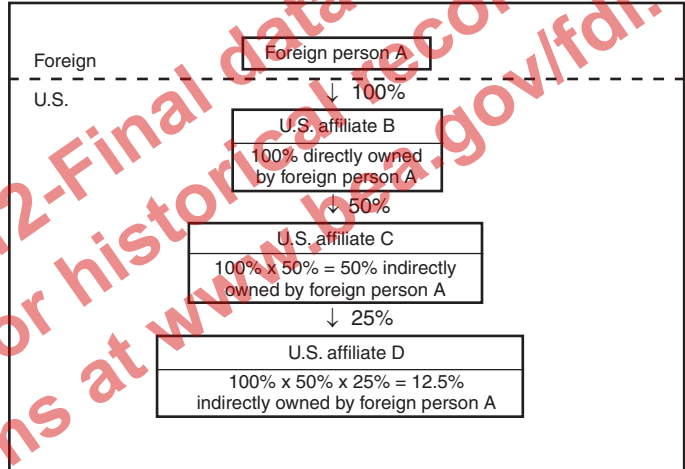 Foreign
Foreign person A
U.S.
↓ 100%
U.S. affiliate B
100% directly owned
by foreign person A
↓ 50%
U.S. affiliate C
100% x 50% = 50% indirectly
owned by foreign person A
↓ 25%
U.S. affiliate D
100% x 50% x 25% = 12.5%
indirectly owned by foreign person A
2-Final data
or historical reco
ns at www.bea.gov/fdi.